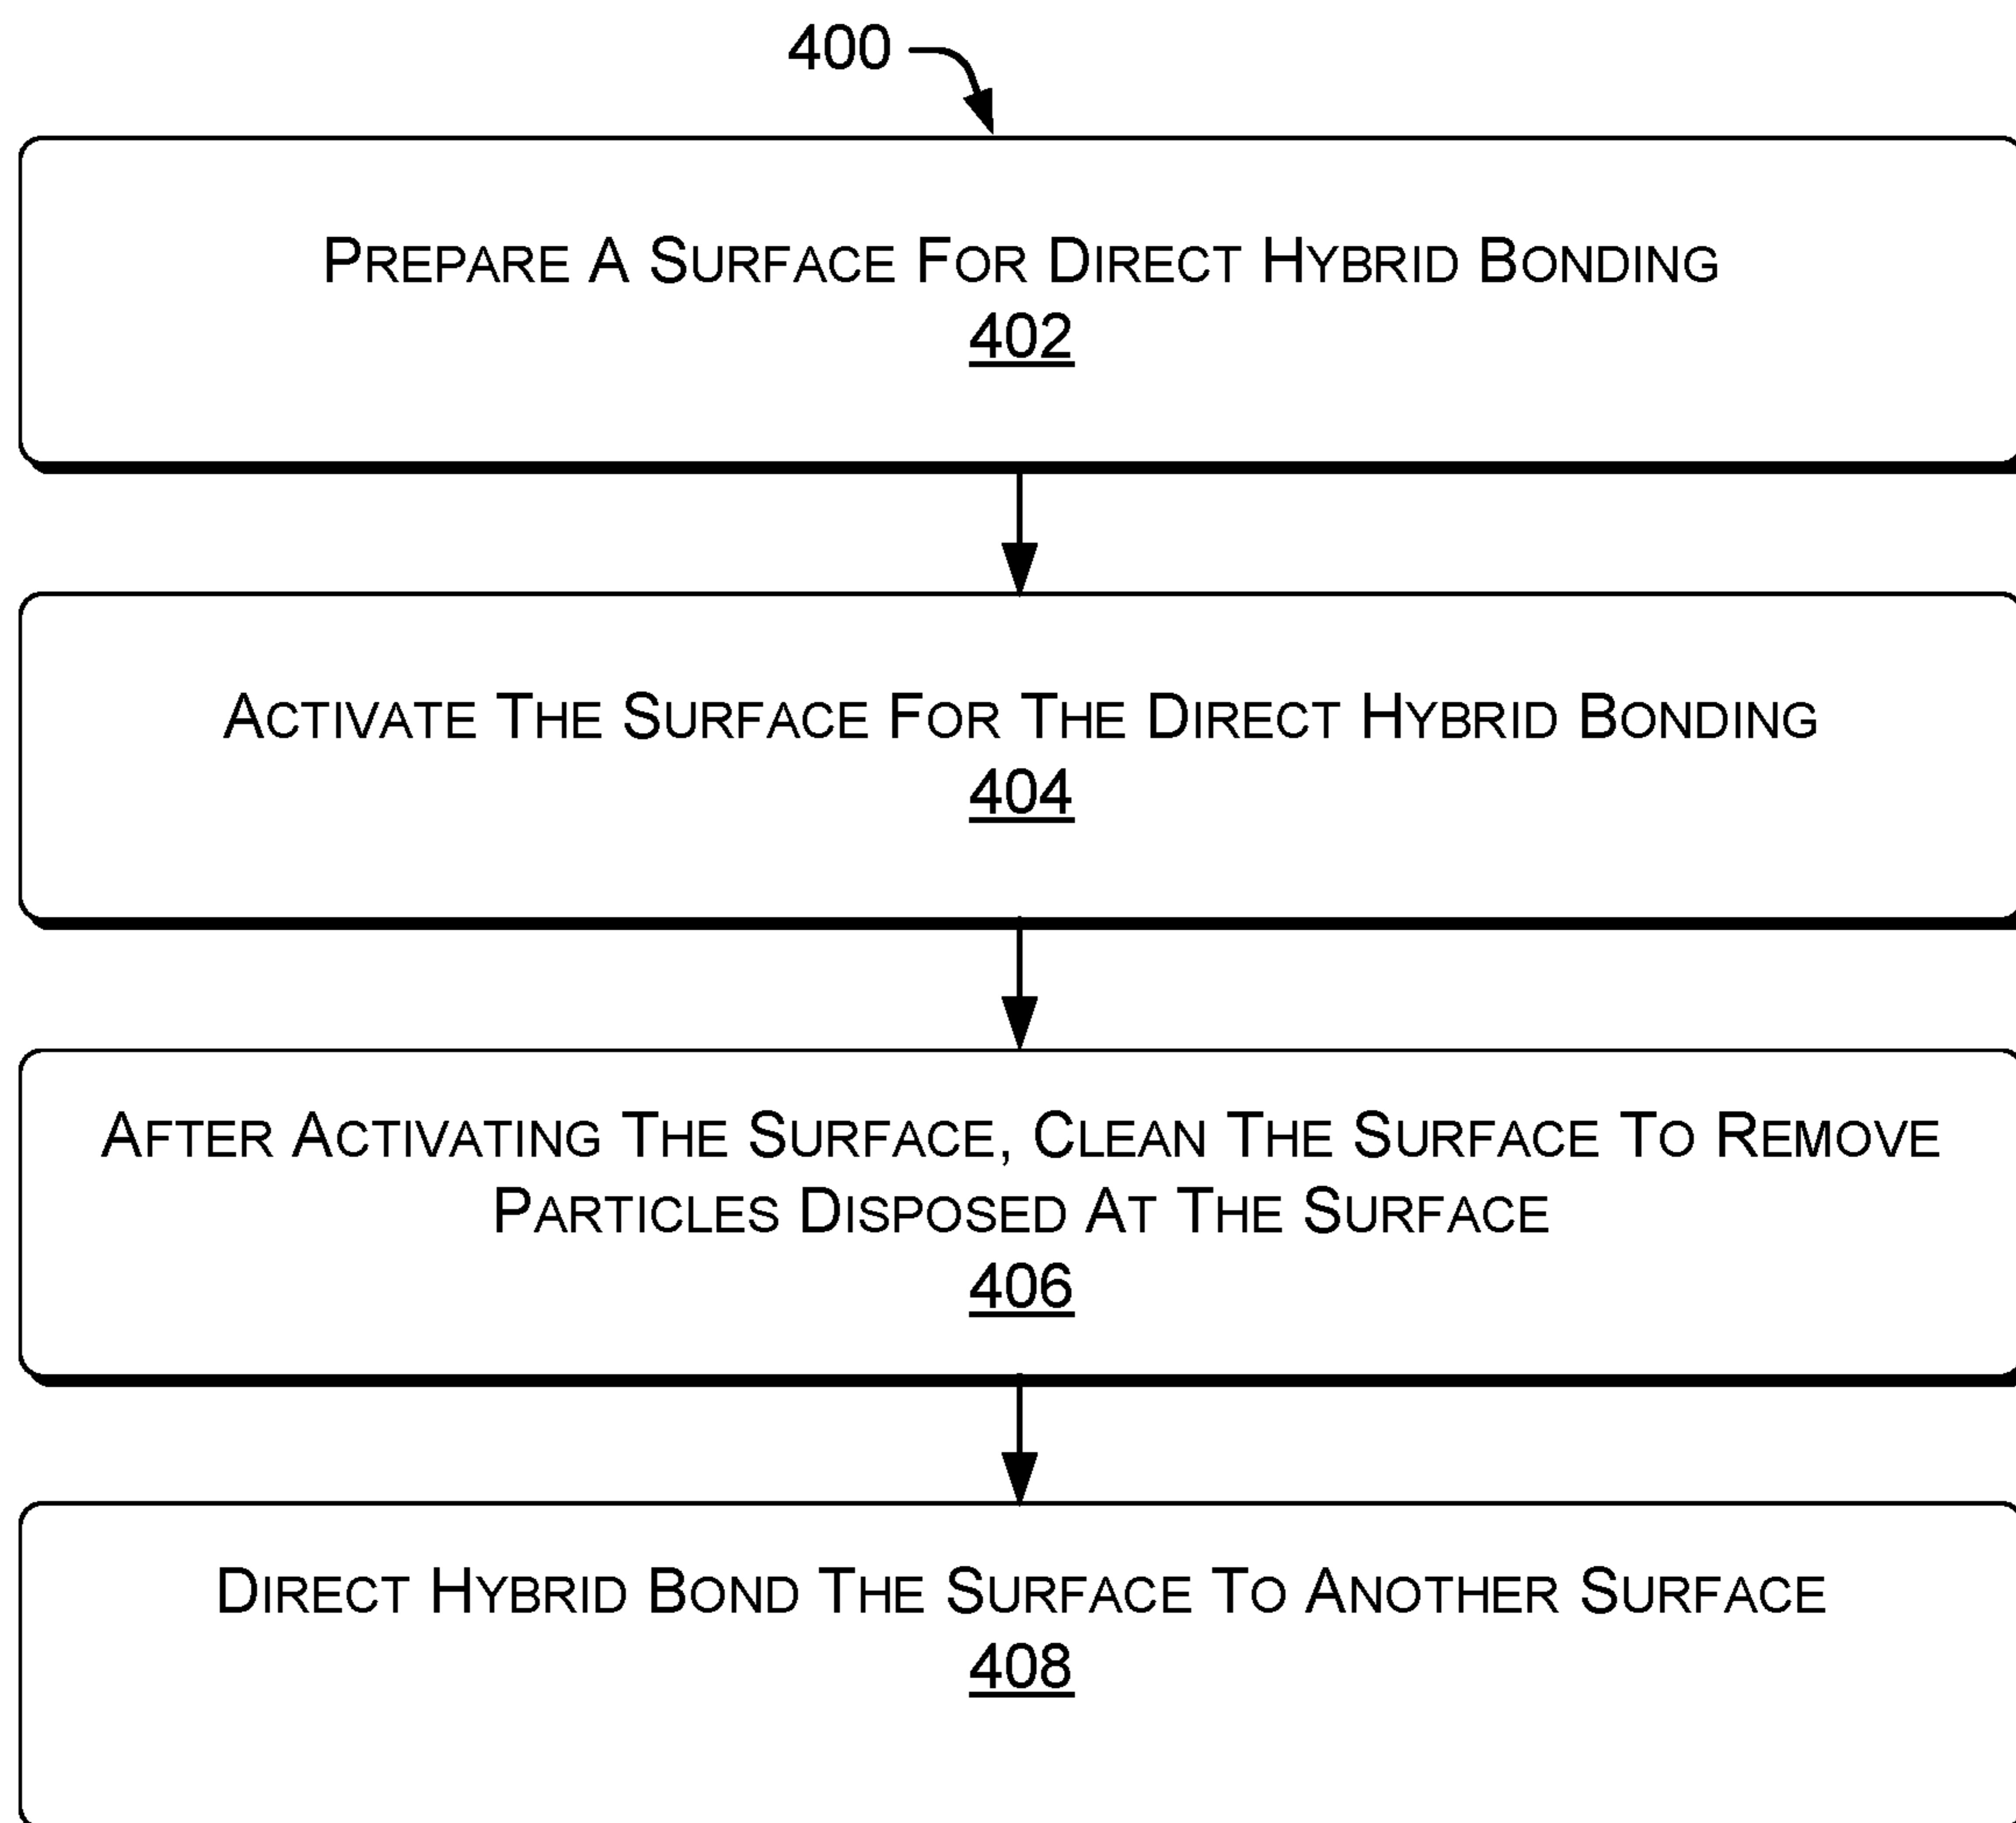 400
PREPARE A SURFACE FOR DIRECT HYBRID BONDING
402
ACTIVATE THE SURFACE FOR THE DIRECT HYBRID BONDING
404
AFTER ACTIVATING THE SURFACE, CLEAN THE SURFACE TO REMOVE
PARTICLES DISPOSED AT THE SURFACE
406
DIRECT HYBRID BOND THE SURFACE TO ANOTHER SURFACE
408